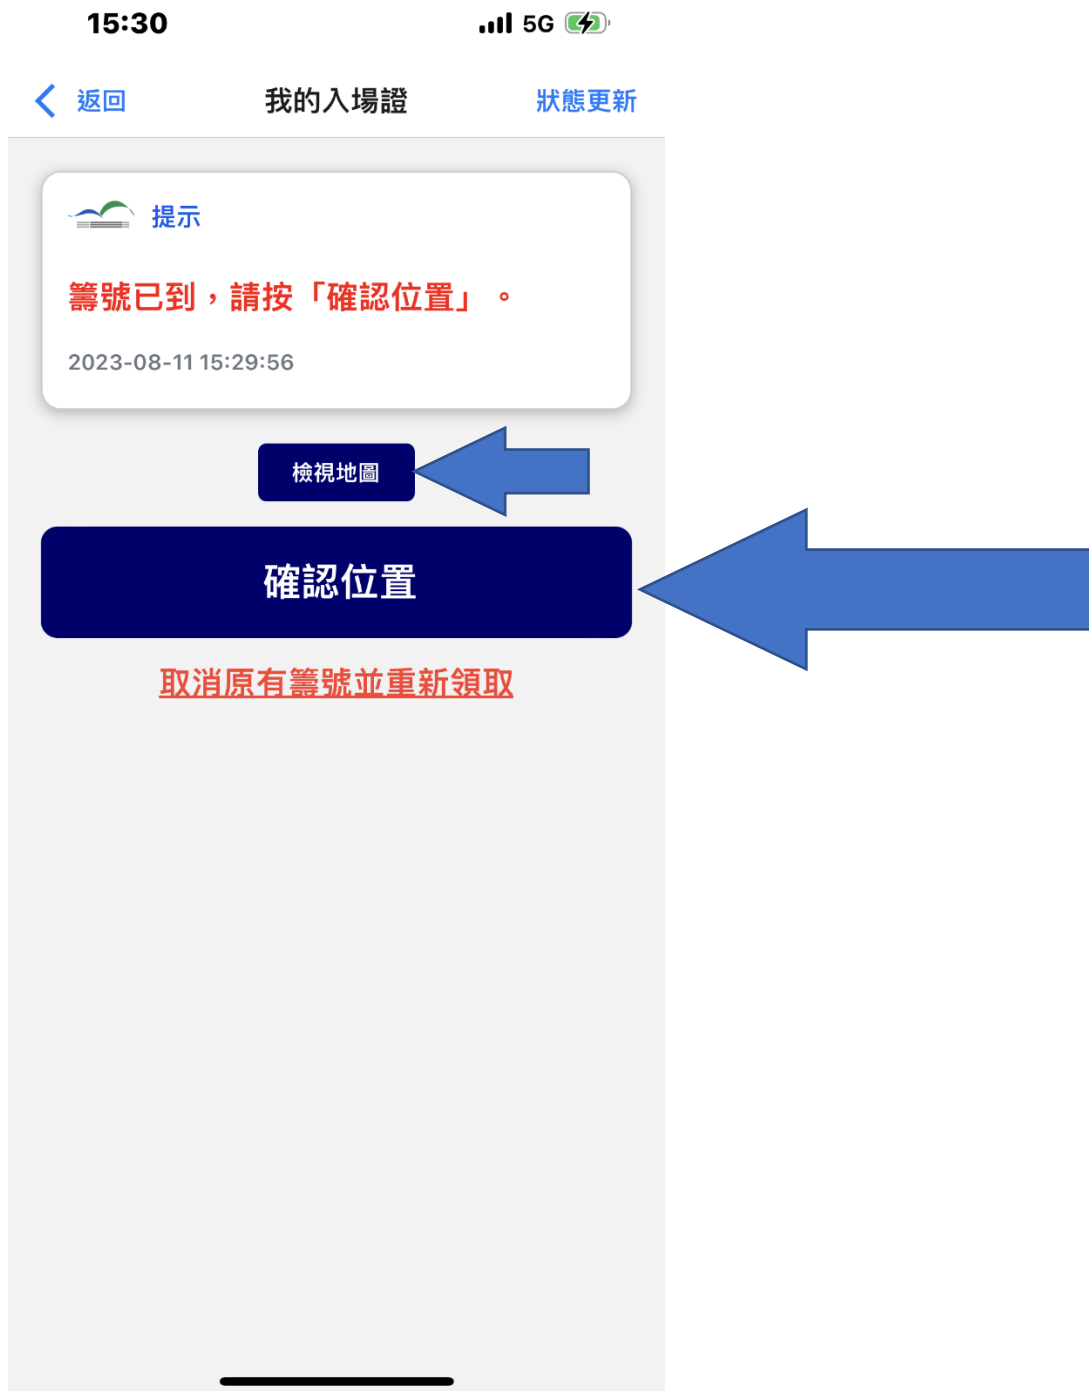 15:30 5G
返回 我的入場證 狀態更新
提示
籌號已到，請按「確認位置」。
2023-08-11 15:29:56
檢視地圖
確認位置
取消原有籌號並重新領取